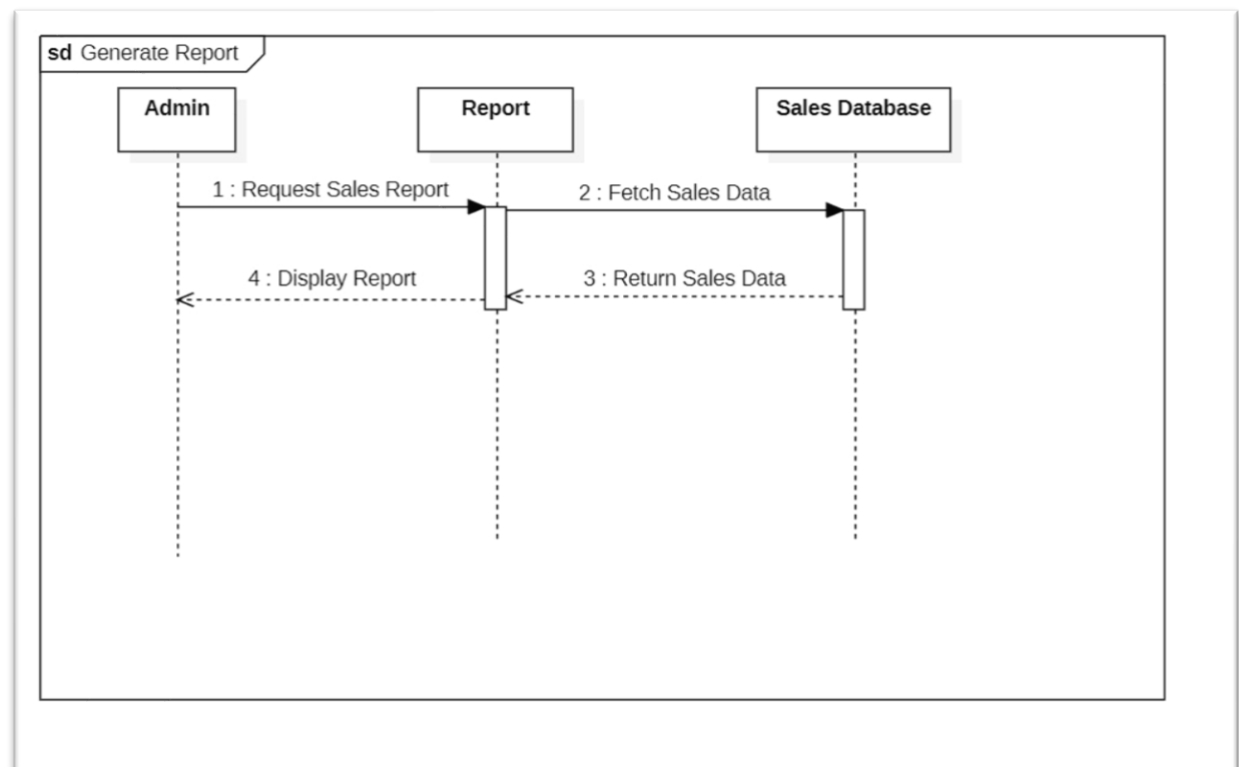 sd Generate Report
Admin
Report
Sales Database
1 : Request Sales Report
2 : Fetch Sales Data
4 : Display Report
3 : Return Sales Data